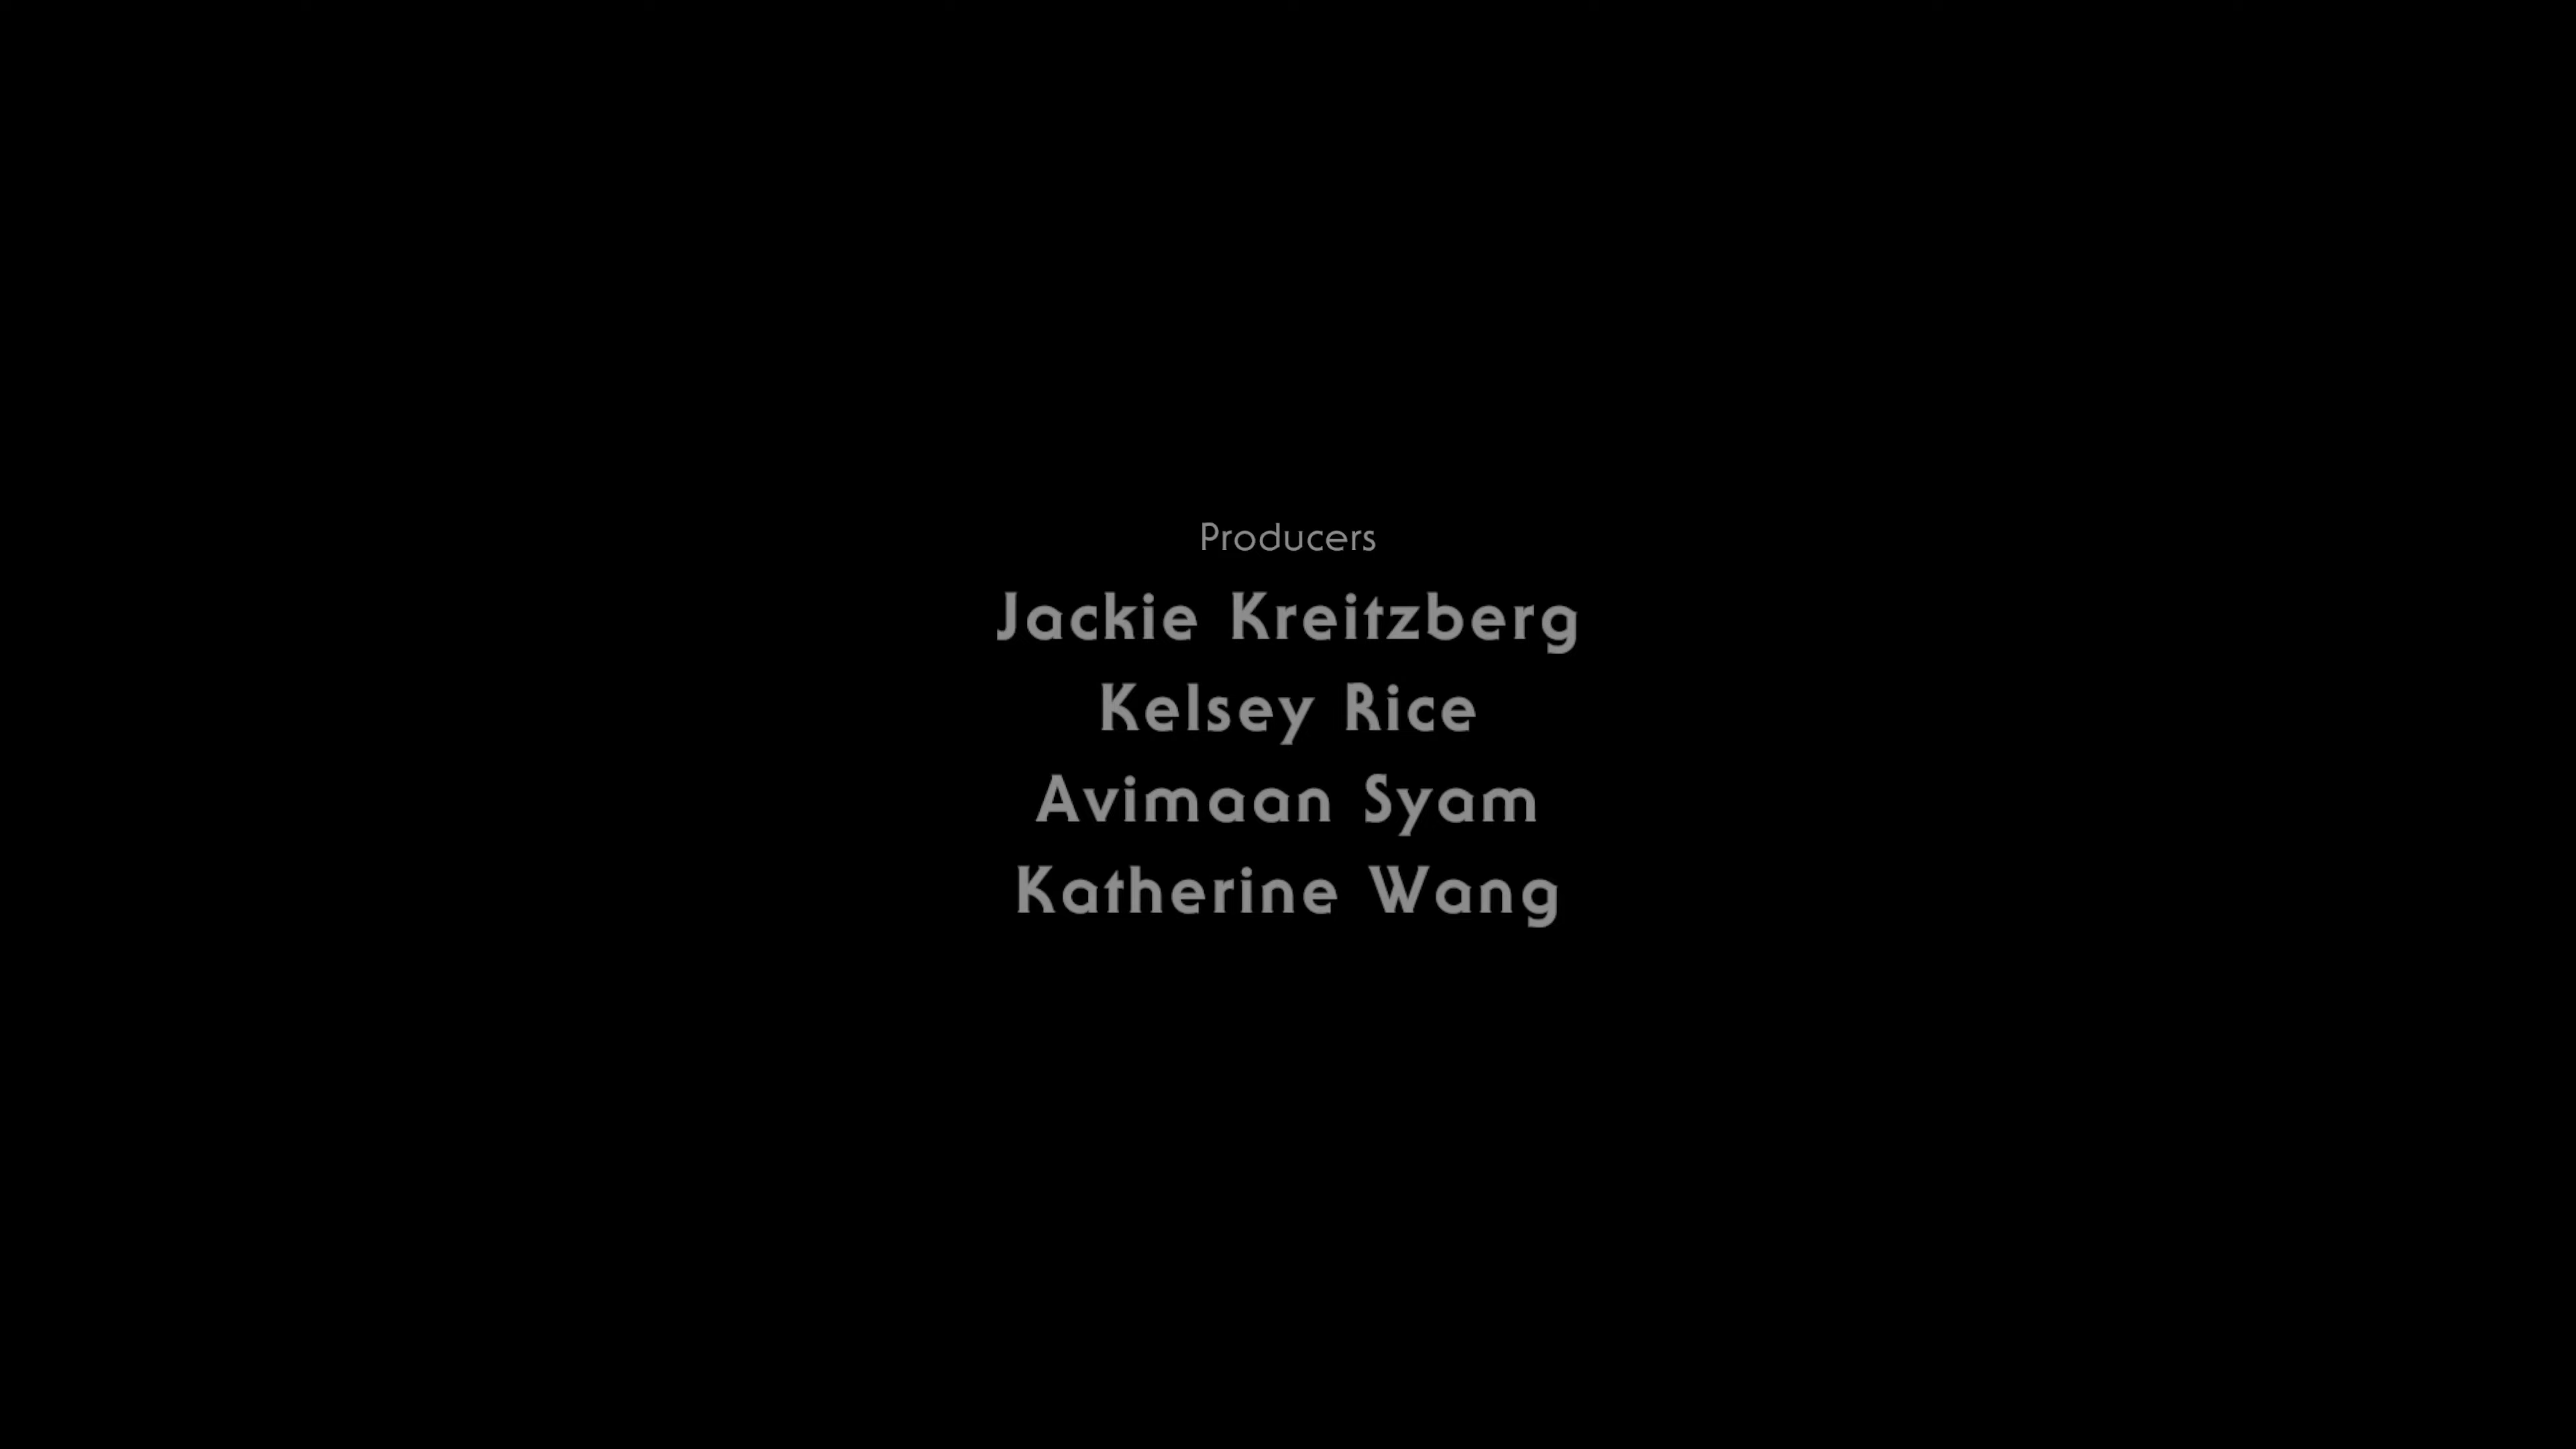 Producers
Jackie Kreitzberg
Kelsey Rice
Avimaan Syam
Katherine Wang